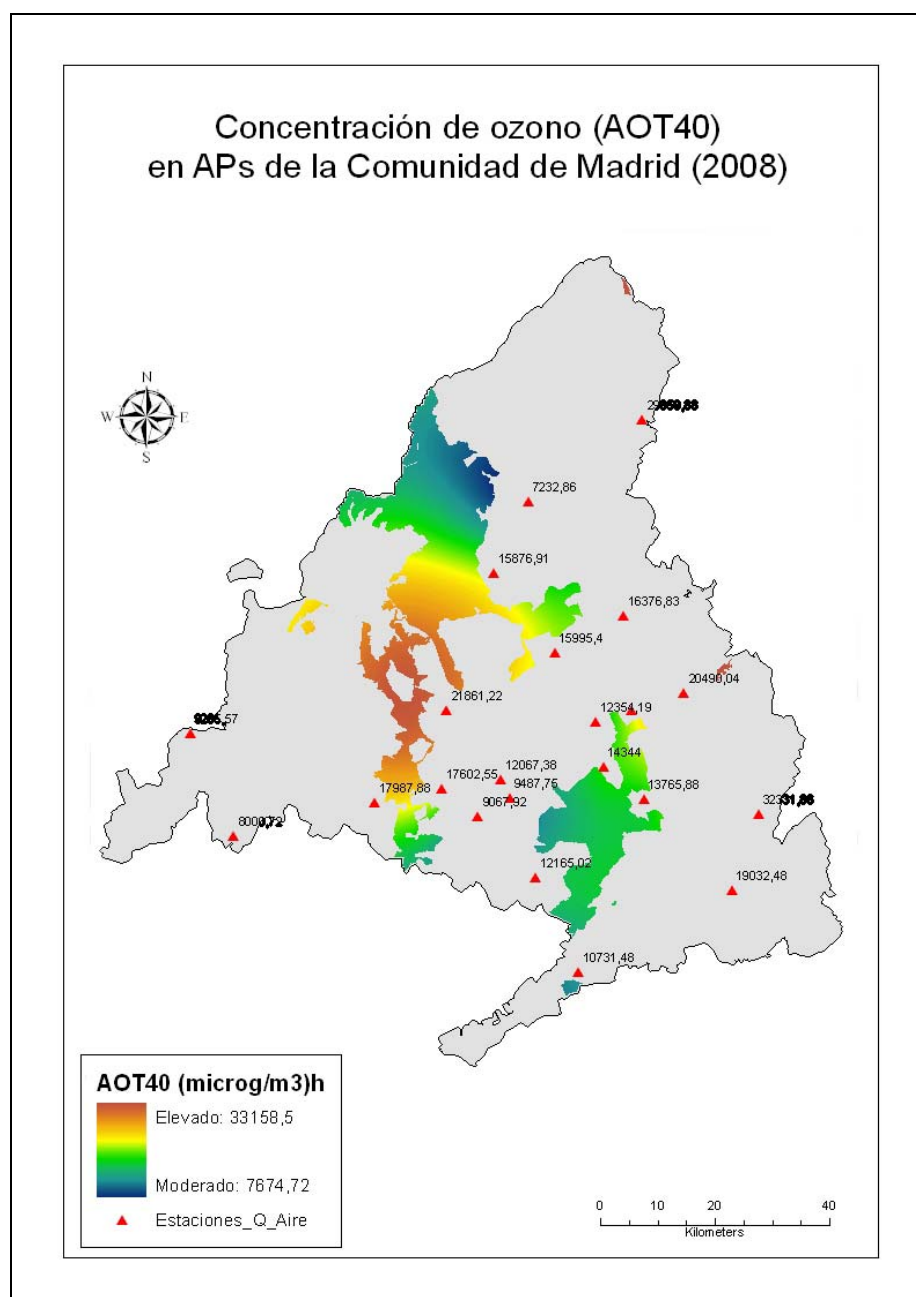 Concentración de ozono (AOT40)
en APs de la Comunidad de Madrid (2008)
N
W
E
S
7232,86
15876,91
16376,83
15995,4
20490,04
21861,22
12354,19
14344
12067,38
17602,55
9487,75
13765,88
17987,88
9067,92
12165,02
19032,48
10731,48
AOT40 (microg/m3)h
Elevado: 33158,5
Moderado: 7674,72
Estaciones_Q_Aire
0 10 20 40
Kilometers